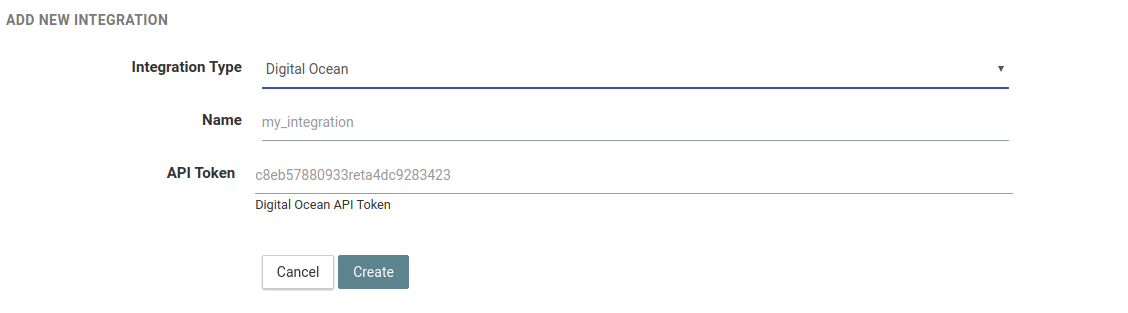 ADD NEW INTEGRATION
Integration Type Digital Ocean
Name my_integration
API Token c8eb57880933reta4dc9283423
Digital Ocean API Token
Cancel Create